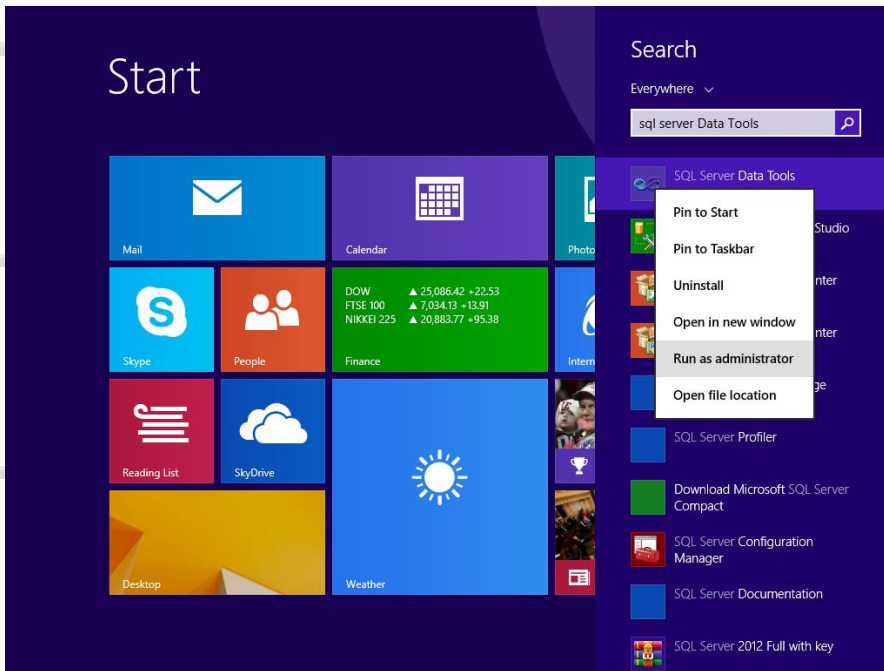 Start
Mail
Calendar
Photo
Skype
People
DOW ▲ 25,086.42 +22.53
FTSE 100 ▲ 7,034.13 +13.91
NIKKEI 225 ▲ 20,883.77 +95.38
Finance
Intern
Reading List
SkyDrive
Desktop
Weather
Search
Everywhere
sql server Data Tools
SQL Server Data Tools
Pin to Start
Pin to Taskbar
Uninstall
Open in new window
Run as administrator
Open file location
Studio
nter
nter
ge
SQL Server Profiler
Download Microsoft SQL Server
Compact
SQL Server Configuration
Manager
SQL Server Documentation
SQL Server 2012 Full with key